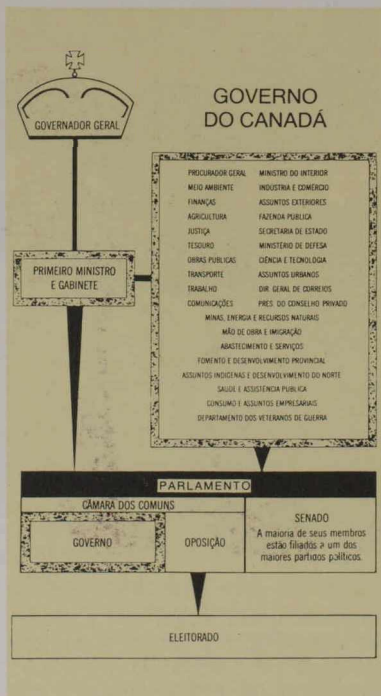 GOVERNO
DO CANADÁ
GOVERNADOR GERAL
PROCURADOR GERAL MINISTRO DO INTERIOR
MEIO AMBIENTE INDÚSTRIA E COMÉRCIO
FINANÇAS ASSUNTOS EXTERIORES
AGRICULTURA FAZENDA PÚBLICA
JUSTIÇA SECRETARIA DE ESTADO
TESOURO MINISTÉRIO DE DEFESA
OBRAS PÚBLICAS CIÊNCIA E TECNOLOGIA
TRANSPORTE ASSUNTOS URBANOS
TRABALHO DIR GERAL DE CORREIOS
COMUNICAÇÕES PRES. DO CONSELHO PRIVADO
MINAS, ENERGIA E RECURSOS NATURAIS
MÃO DE OBRA E IMIGRAÇÃO
ABASTECIMENTO E SERVIÇOS
FOMENTO E DESENVOLVIMENTO PROVINCIAL
ASSUNTOS INDÍGENAS E DESENVOLVIMENTO DO NORTE
SAÚDE E ASSISTÊNCIA PÚBLICA
CONSUMO E ASSUNTOS EMPRESARIAIS
DEPARTAMENTO DOS VETERANOS DE GUERRA
PRIMEIRO MINISTRO
E GABINETE
PARLAMENTO
CÂMARA DOS COMUNS
GOVERNO
OPOSIÇÃO
SENADO
A maioria de seus membros
estão filiados a um dos
maiores partidos políticos.
ELEITORADO